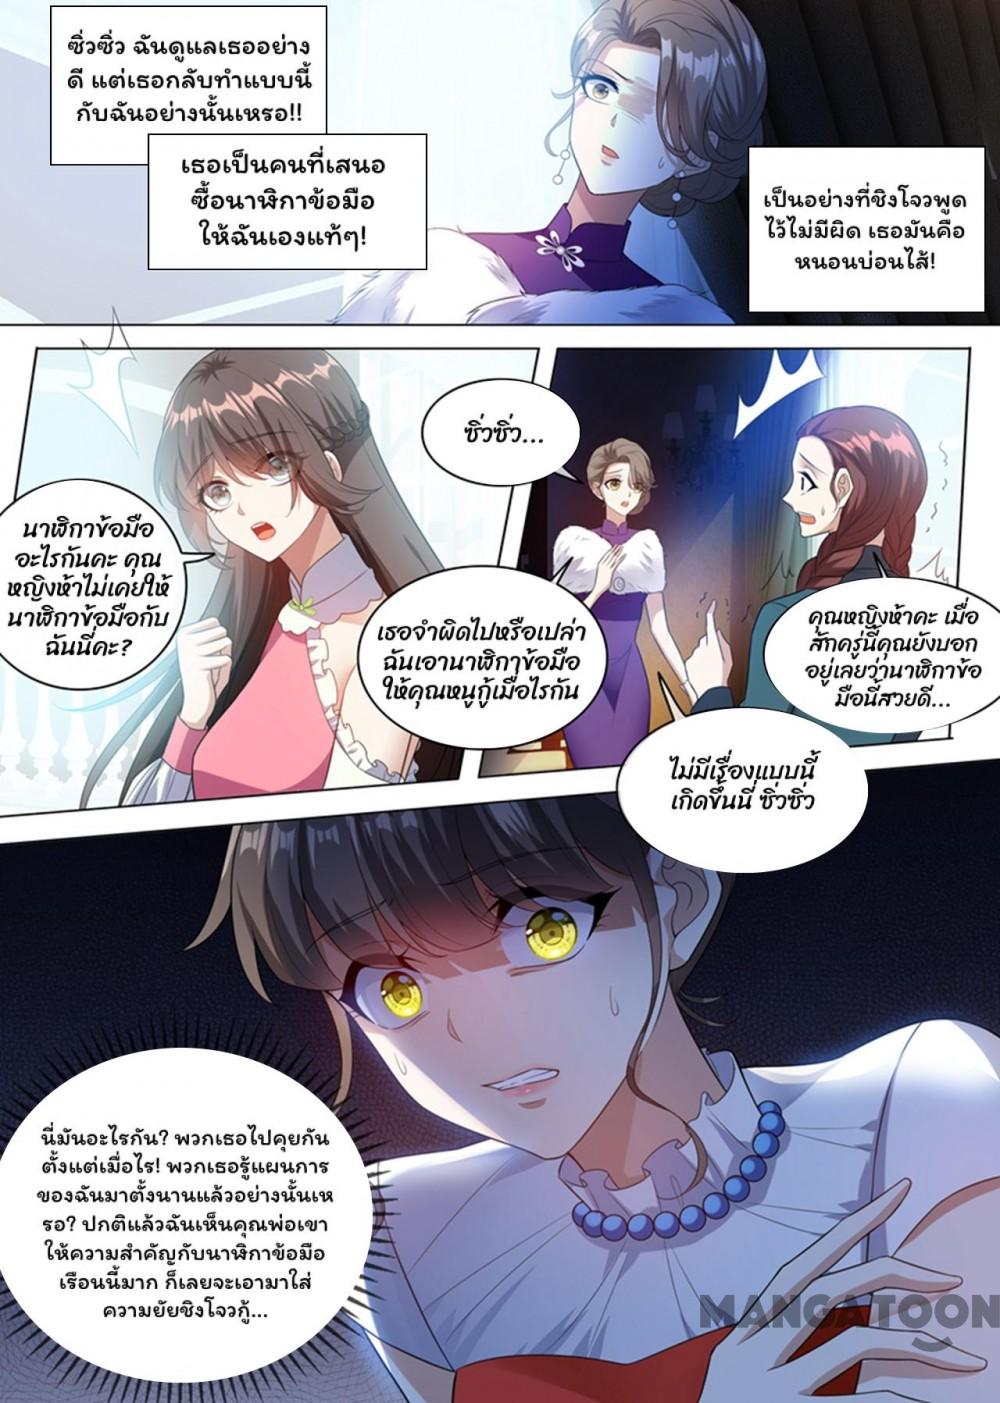 ซิ่วซิ่ว ฉันดูแลเธออย่าง
ดี แต่เธอกลับทำแบบนี้
กับฉันอย่างนั้นเหรอ!!
เธอเป็นคนที่เสนอ
ซื้อนาฬิกาข้อมือ
ให้ฉันเองแท้ๆ!
เป็นอย่างที่ชิงโจวพูด
ไว้ไม่มีผิด เธอมันคือ
หนอนบ่อนไส้!
นาฬิกาข้อมือ
อะไรกันคะ คุณ
หญิงห้าไม่เคยให้
นาฬิกาข้อมือกับ
ฉันนี่คะ?
ซิ่วซิ่ว...
เธอจำผิดไปหรือเปล่า
ฉันเอานาฬิกาข้อมือ
ให้คุณหนูกู้เมื่อไรกัน
คุณหญิงห้าคะ เมื่อ
สักครู่นี้คุณยังบอก
อยู่เลยว่านาฬิกาข้อ
มือนี้สวยดี...
ไม่มีเรื่องแบบนี้
เกิดขึ้นนี่ ซิ่วซิ่ว
นี่มันอะไรกัน? พวกเธอไปคุยกัน
ตั้งแต่เมื่อไร! พวกเธอรู้แผนการ
ของฉันมาตั้งนานแล้วอย่างนั้นเห
รอ? ปกติแล้วฉันเห็นคุณพ่อเขา
ให้ความสำคัญกับนาฬิกาข้อมือ
เรือนนี้มาก ก็เลยจะเอามาใส่
ความยัยชิงโจวกู้...
MANGATOON